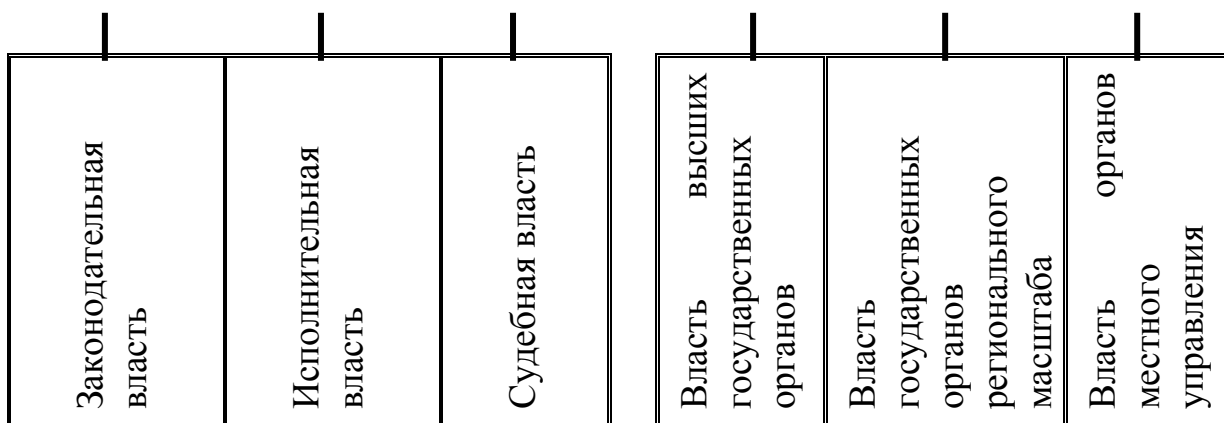 Законодательная
власть
Исполнительная
власть
Судебная власть
Власть высших
государственных
органов
Власть
государственных
органов
регионального
масштаба
Власть органов
местного
управления